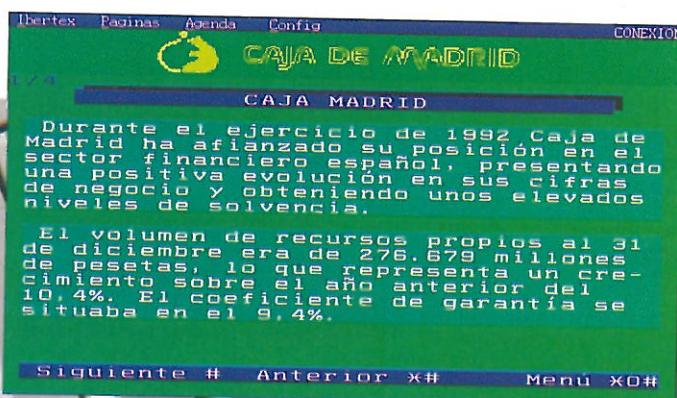 Ibertex Paginas Agenda Config CONEXION
CAJA DE MADRID
1/4
CAJA MADRID
Durante el ejercicio de 1992 Caja de
Madrid ha afianzado su posición en el
sector financiero español, presentando
una positiva evolución en sus cifras
de negocio y obteniendo unos elevados
niveles de solvencia.
El volumen de recursos propios al 31
de diciembre era de 276.679 millones
de pesetas, lo que representa un cre-
cimiento sobre el año anterior del
10,4%. El coeficiente de garantía se
situaba en el 9,4%.
Siguiente # Anterior *# Menú *0#